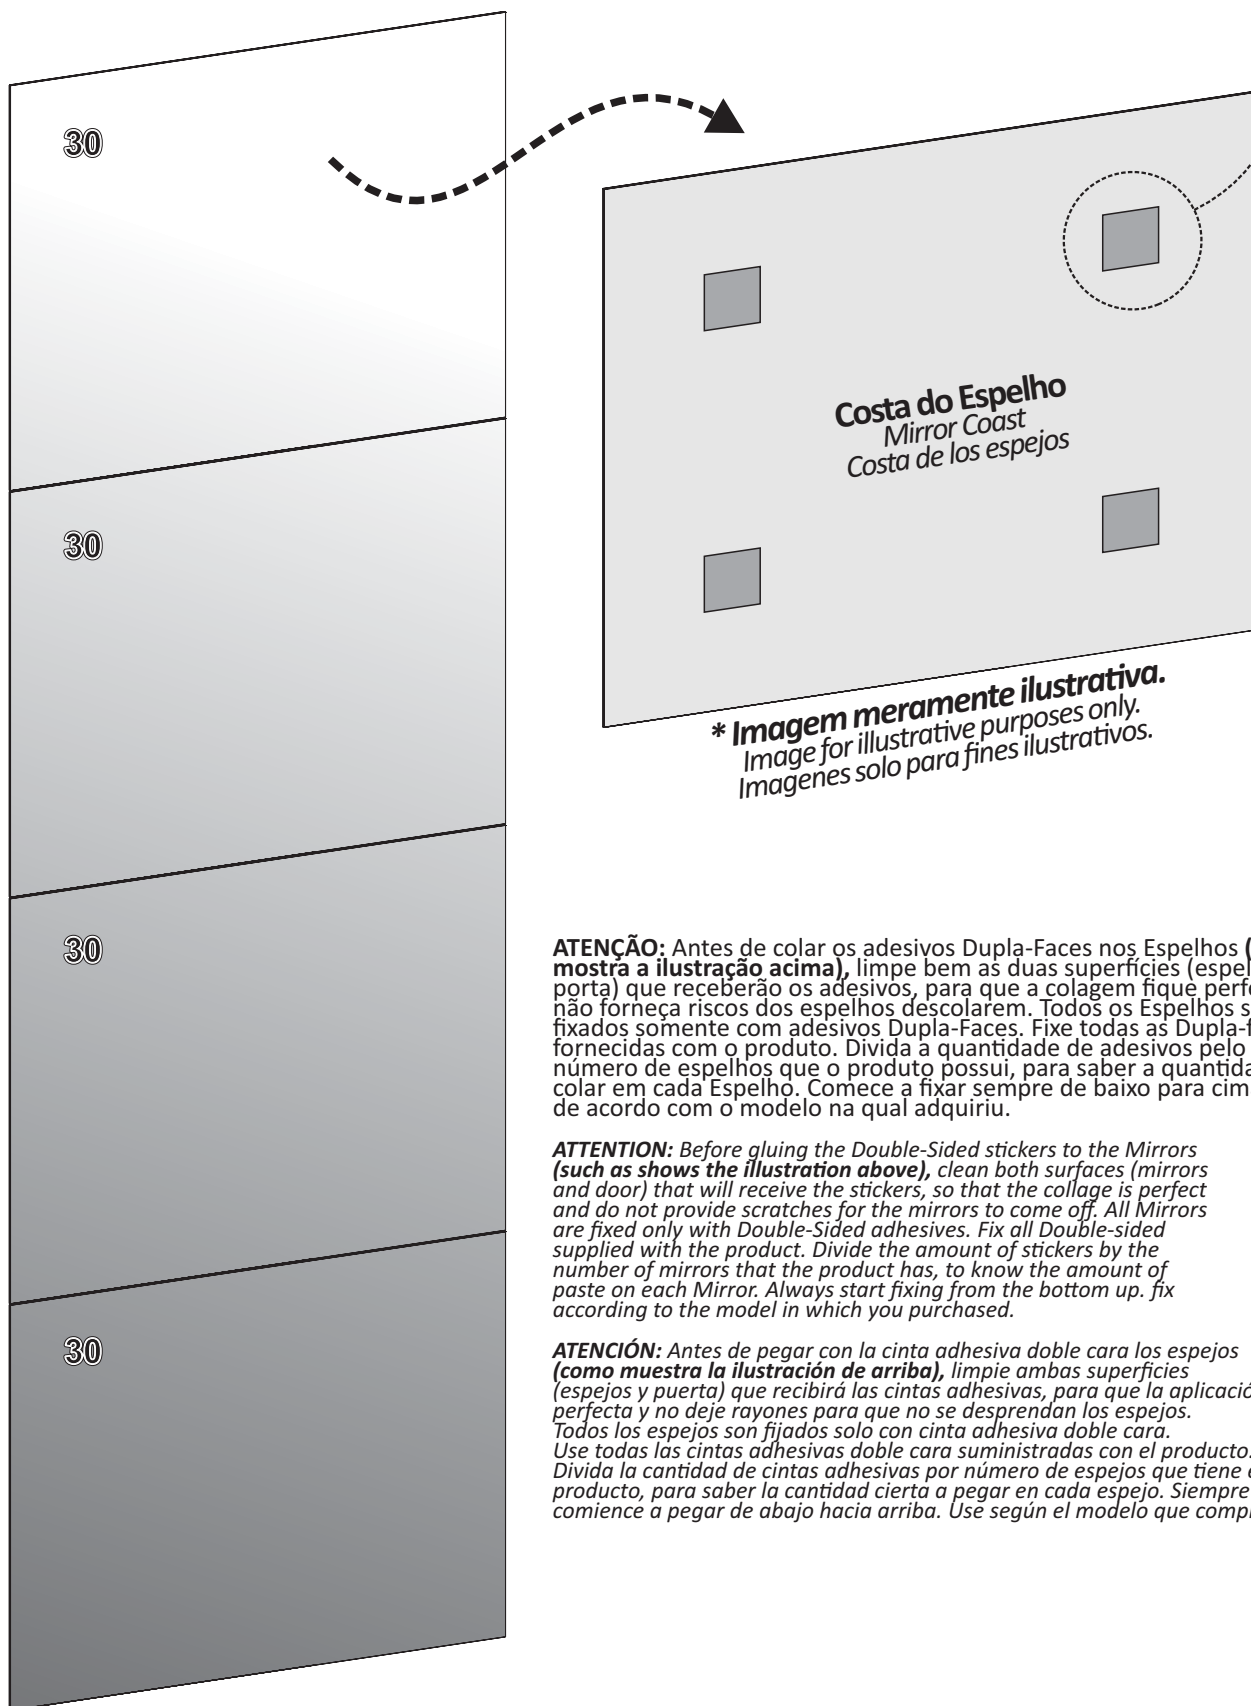 30
30
30
30
Costa do Espelho
Mirror Coast
Costa de los espejos
* Imagem meramente ilustrativa.
Image for illustrative purposes only.
Imagenes solo para fines ilustrativos.
ATENÇÃO: Antes de colar os adesivos Dupla-Faces nos Espelhos (
mostra a ilustração acima), limpe bem as duas superfícies
porta) que receberão os adesivos, para que a colagem fique
não forneça riscos dos espelhos descolarem. Todos os Espelhos
fixados somente com adesivos Dupla-Faces. Fixe todas as
fornecidas com o produto. Divida a quantidade de adesivos pelo
número de espelhos que o produto possui, para saber a
colar em cada Espelho. Comece a fixar sempre de baixo para
de acordo com o modelo na qual adquiriu.
ATTENTION: Before gluing the Double-Sided stickers to the Mirrors
(such as shows the illustration above), clean both surfaces (mirrors
and door) that will receive the stickers, so that the collage is perfect
and do not provide scratches for the mirrors to come off. All Mirrors
are fixed only with Double-Sided adhesives. Fix all Double-sided
supplied with the product. Divide the amount of stickers by the
number of mirrors that the product has, to know the amount of
paste on each Mirror. Always start fixing from the bottom up. fix
according to the model in which you purchased.
ATENCIÓN: Antes de pegar con la cinta adhesiva doble cara los espejos
(como muestra la ilustración de arriba), limpie ambas superficies
(espejos y puerta) que recibirá las cintas adhesivas, para que la
perfecta y no deje rayones para que no se desprendan los espejos.
Todos los espejos son fijados solo con cinta adhesiva doble cara.
Use todas las cintas adhesivas doble cara suministradas con el producto.
Divida la cantidad de cintas adhesivas por número de espejos que tiene
producto, para saber la cantidad cierta a pegar en cada espejo. Siempre
comience a pegar de abajo hacia arriba. Use según el modelo que